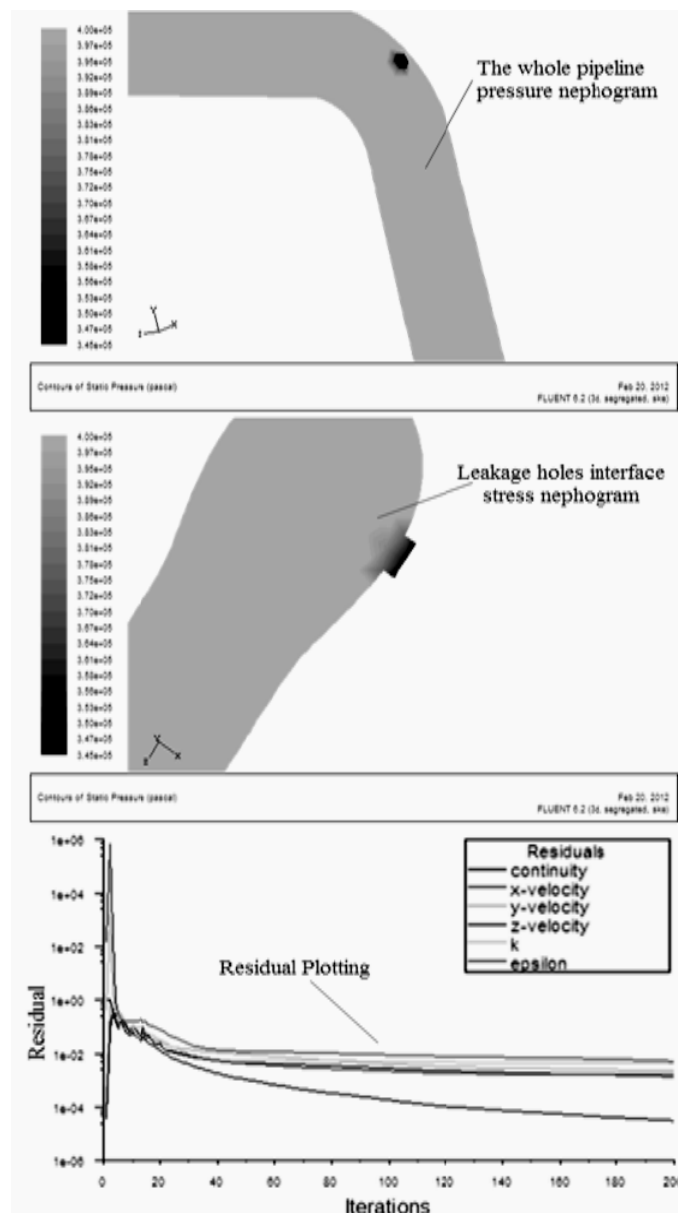 4.00e+05
3.97e+05
3.95e+05
3.92e+05
3.89e+05
3.86e+05
3.83e+05
3.81e+05
3.78e+05
3.75e+05
3.72e+05
3.70e+05
3.67e+05
3.64e+05
3.61e+05
3.58e+05
3.56e+05
3.53e+05
3.50e+05
3.47e+05
3.45e+05
The whole pipeline
pressure nephogram
Y
X
Z
Contours of Static Pressure (pascal)
Feb 20, 2012
FLUENT 6.2 (3d, segregated, ske)
4.00e+05
3.97e+05
3.95e+05
3.92e+05
3.89e+05
3.86e+05
3.83e+05
3.81e+05
3.78e+05
3.75e+05
3.72e+05
3.70e+05
3.67e+05
3.64e+05
3.61e+05
3.58e+05
3.56e+05
3.53e+05
3.50e+05
3.47e+05
3.45e+05
Leakage holes interface
stress nephogram
Y
Z
X
Contours of Static Pressure (pascal)
Feb 20, 2012
FLUENT 6.2 (3d, segregated, ske)
1e+06
1e+04
1e+02
1e+00
1e-02
1e-04
1e-06
Residual
Residuals
continuity
x-velocity
y-velocity
z-velocity
k
epsilon
Residual Plotting
0 20 40 60 80 100 120 140 160 180 200
Iterations